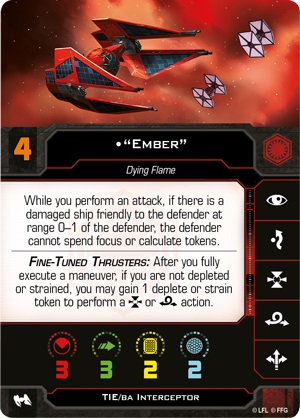 4
•“Ember”
Dying Flame
While you perform an attack, if there is a
damaged ship friendly to the defender at
range 0–1 of the defender, the defender
cannot spend focus or calculate tokens.
Fine-Tuned Thrusters: After you fully
execute a maneuver, if you are not depleted
or strained, you may gain 1 deplete or strain
token to perform a or action.
3 3 2 2
TIE/ba Interceptor
© LFL © FFG